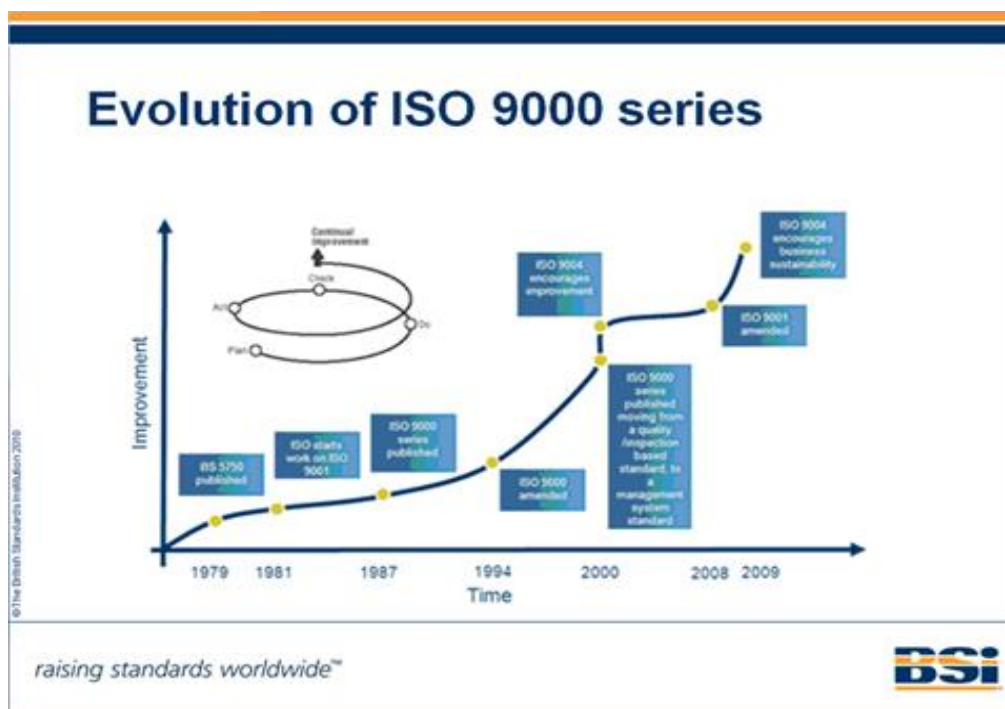 Evolution of ISO 9000 series
Continual
Improvement
Check
Act
Do
Plan
Improvement
BS 5750
published
ISO starts
work on ISO
9001
ISO 9000
series
published
ISO 9000
amended
ISO 9004
encourages
improvement
ISO 9000
series
published
moving from
a quality
/inspection
based
standard, to
a
management
system
standard
ISO 9001
amended
ISO 9004
encourages
business
sustainability
1979 1981 1987 1994 2000 2008 2009
Time
©The British Standards Institution 2010
raising standards worldwide™
BSi